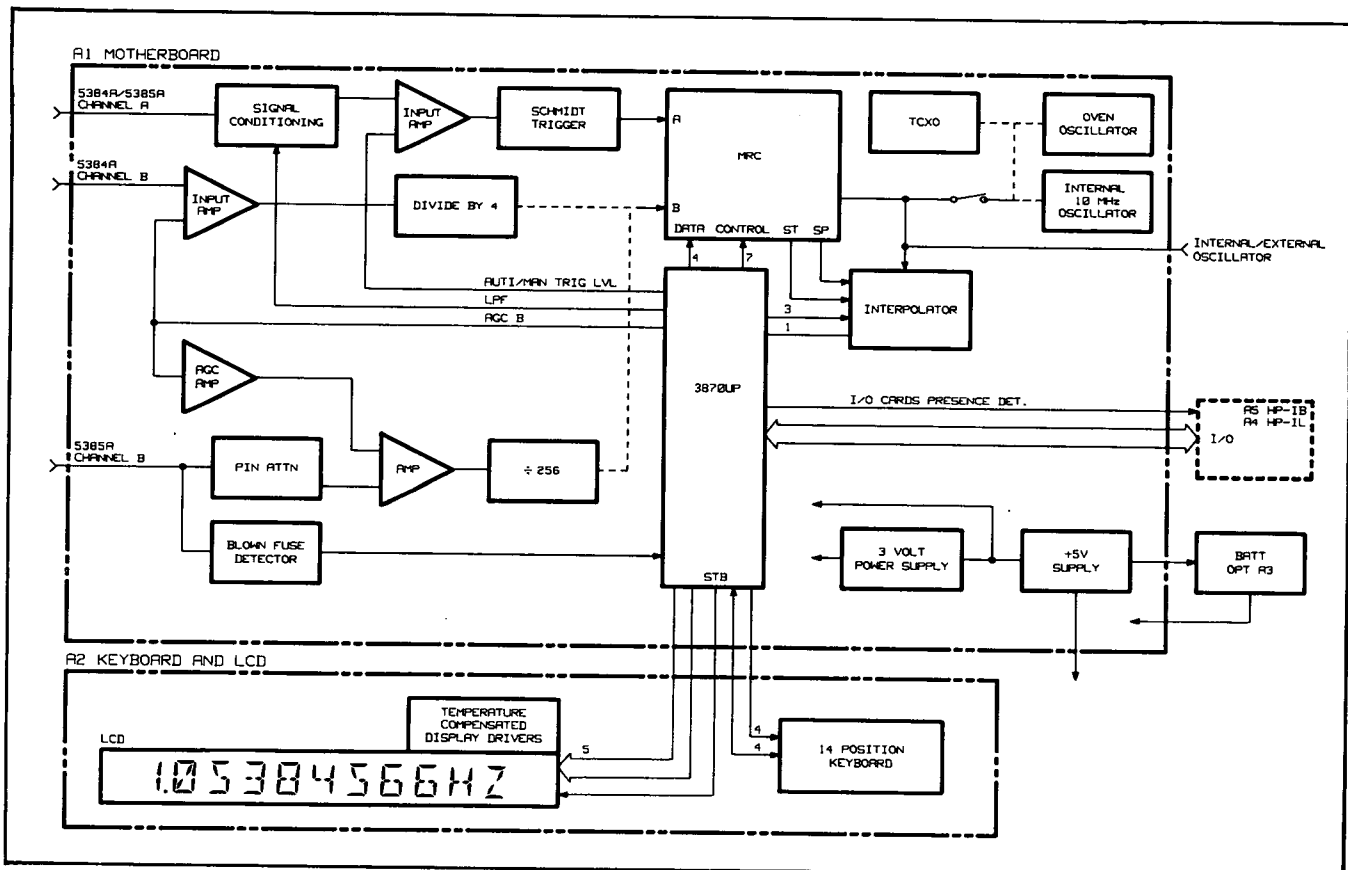 A1 MOTHERBOARD
5384A/5385A
CHANNEL A
SIGNAL
CONDITIONING
INPUT
AMP
SCHMIDT
TRIGGER
A
MRC
B
DATA CONTROL ST SP
TCXO
OVEN
OSCILLATOR
INTERNAL
10 MHz
OSCILLATOR
INTERNAL/EXTERNAL
OSCILLATOR
5384A
CHANNEL B
INPUT
AMP
DIVIDE BY 4
4
7
AUTI/MAN TRIG LVL
LPF
AGC B
3
1
INTERPOLATOR
AGC
AMP
3870UP
I/O CARDS PRESENCE DET.
A5 HP-IB
A4 HP-IL
I/O
5385A
CHANNEL B
PIN ATTN
AMP
÷256
BLOWN FUSE
DETECTOR
STB
3 VOLT
POWER SUPPLY
+5V
SUPPLY
BATT
OPT A3
A2 KEYBOARD AND LCD
TEMPERATURE
COMPENSATED
DISPLAY DRIVERS
LCD
1.05384566HZ
5
4
4
14 POSITION
KEYBOARD